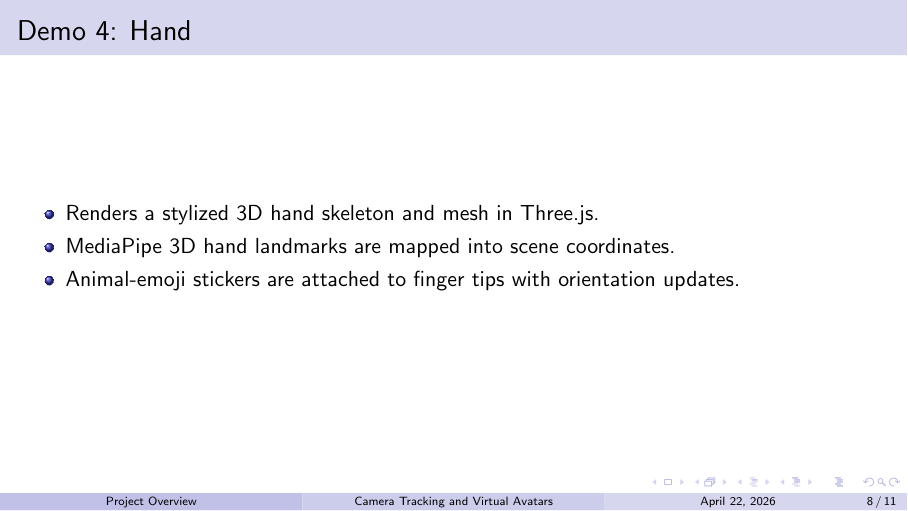 Demo 4: Hand
Renders a stylized 3D hand skeleton and mesh in Three.js.
MediaPipe 3D hand landmarks are mapped into scene coordinates.
Animal-emoji stickers are attached to finger tips with orientation updates.
Project Overview
Camera Tracking and Virtual Avatars
April 22, 2026
8 / 11